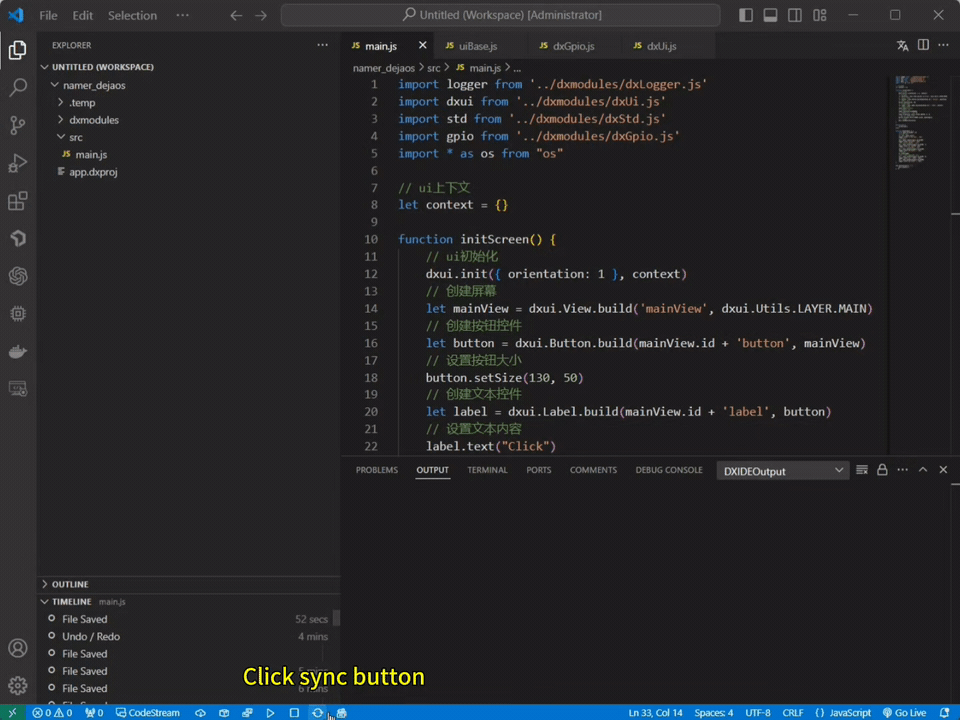 File Edit Selection ··· Untitled (Workspace) [Administrator]
EXPLORER
UNTITLED (WORKSPACE)
namer_dejaos
.temp
dxmodules
src
main.js
app.dxproj
main.js uiBase.js dxGpio.js dxUi.js
namer_dejaos > src > main.js > ...
1 import logger from '../dxmodules/dxLogger.js'
2 import dxui from '../dxmodules/dxUi.js'
3 import std from '../dxmodules/dxStd.js'
4 import gpio from '../dxmodules/dxGpio.js'
5 import * as os from "os"
6
7 // ui上下文
8 let context = {}
9
10 function initScreen() {
11 // ui初始化
12 dxui.init({ orientation: 1 }, context)
13 // 创建屏幕
14 let mainView = dxui.View.build('mainView', dxui.Utils.LAYER.MAIN)
15 // 创建按钮控件
16 let button = dxui.Button.build(mainView.id + 'button', mainView)
17 // 设置按钮大小
18 button.setSize(130, 50)
19 // 创建文本控件
20 let label = dxui.Label.build(mainView.id + 'label', button)
21 // 设置文本内容
22 label.text("Click")
PROBLEMS OUTPUT TERMINAL PORTS COMMENTS DEBUG CONSOLE DXIDEOutput
OUTLINE
TIMELINE main.js
File Saved 52 secs
Undo / Redo 4 mins
File Saved
File Saved
File Saved
Click sync button
0 0 0 CodeStream Ln 33, Col 14 Spaces: 4 UTF-8 CRLF {} JavaScript Go Live